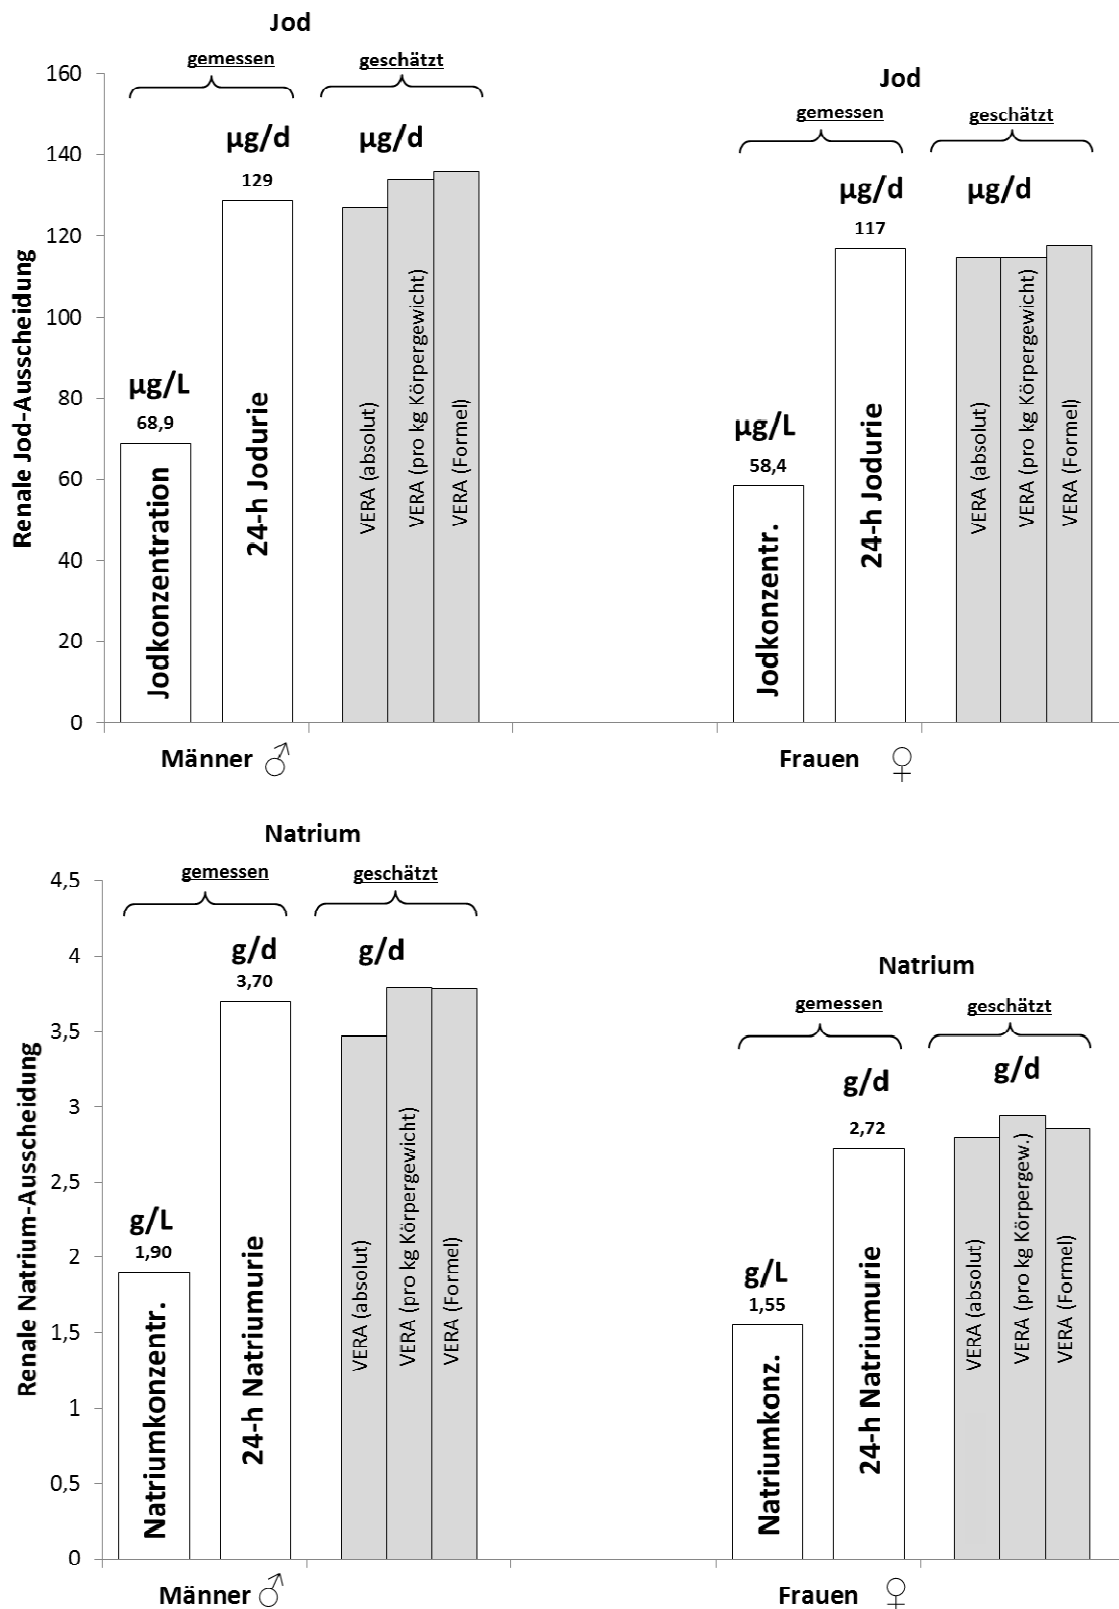 Jod
gemessen
geschätzt
160
140
120
100
80
60
40
20
0
Renale Jod-Ausscheidung
µg/L
68,9
Jodkonzentration
µg/d
129
24-h Jodurie
µg/d
VERA (absolut)
VERA (pro kg Körpergewicht)
VERA (Formel)
Männer ♂
Jod
gemessen
geschätzt
µg/L
58,4
Jodkonzentr.
µg/d
117
24-h Jodurie
µg/d
VERA (absolut)
VERA (pro kg Körpergewicht)
VERA (Formel)
Frauen ♀
Natrium
gemessen
geschätzt
4,5
4
3,5
3
2,5
2
1,5
1
0,5
0
Renale Natrium-Ausscheidung
g/L
1,90
Natriumkonzentr.
g/d
3,70
24-h Natriumurie
g/d
VERA (absolut)
VERA (pro kg Körpergewicht)
VERA (Formel)
Männer ♂
Natrium
gemessen
geschätzt
g/L
1,55
Natriumkonz.
g/d
2,72
24-h Natriumurie
g/d
VERA (absolut)
VERA (pro kg Körpergew.)
VERA (Formel)
Frauen ♀